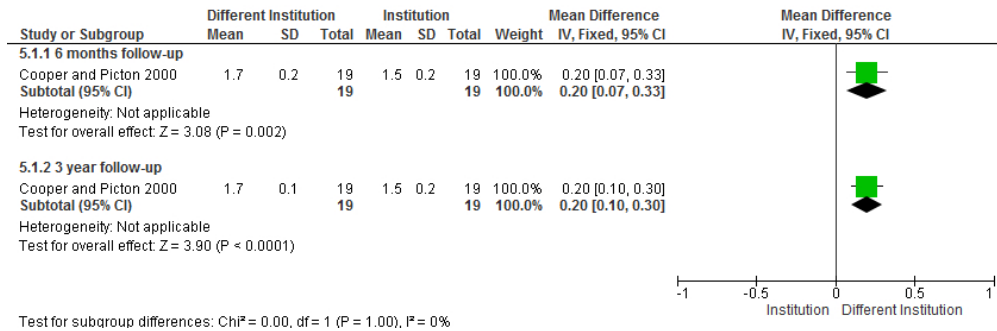 Different Institution Institution Mean Difference Mean Difference
Study or Subgroup Mean SD Total Mean SD Total Weight IV, Fixed, 95% CI IV, Fixed, 95% CI
5.1.1 6 months follow-up
Cooper and Picton 2000 1.7 0.2 19 1.5 0.2 19 100.0% 0.20 [0.07, 0.33]
Subtotal (95% CI) 19 19 100.0% 0.20 [0.07, 0.33]
Heterogeneity: Not applicable
Test for overall effect: Z = 3.08 (P = 0.002)
5.1.2 3 year follow-up
Cooper and Picton 2000 1.7 0.1 19 1.5 0.2 19 100.0% 0.20 [0.10, 0.30]
Subtotal (95% CI) 19 19 100.0% 0.20 [0.10, 0.30]
Heterogeneity: Not applicable
Test for overall effect: Z = 3.90 (P < 0.0001)
-1 -0.5 0 0.5 1
Institution Different Institution
Test for subgroup differences: Chi² = 0.00, df = 1 (P = 1.00), I² = 0%